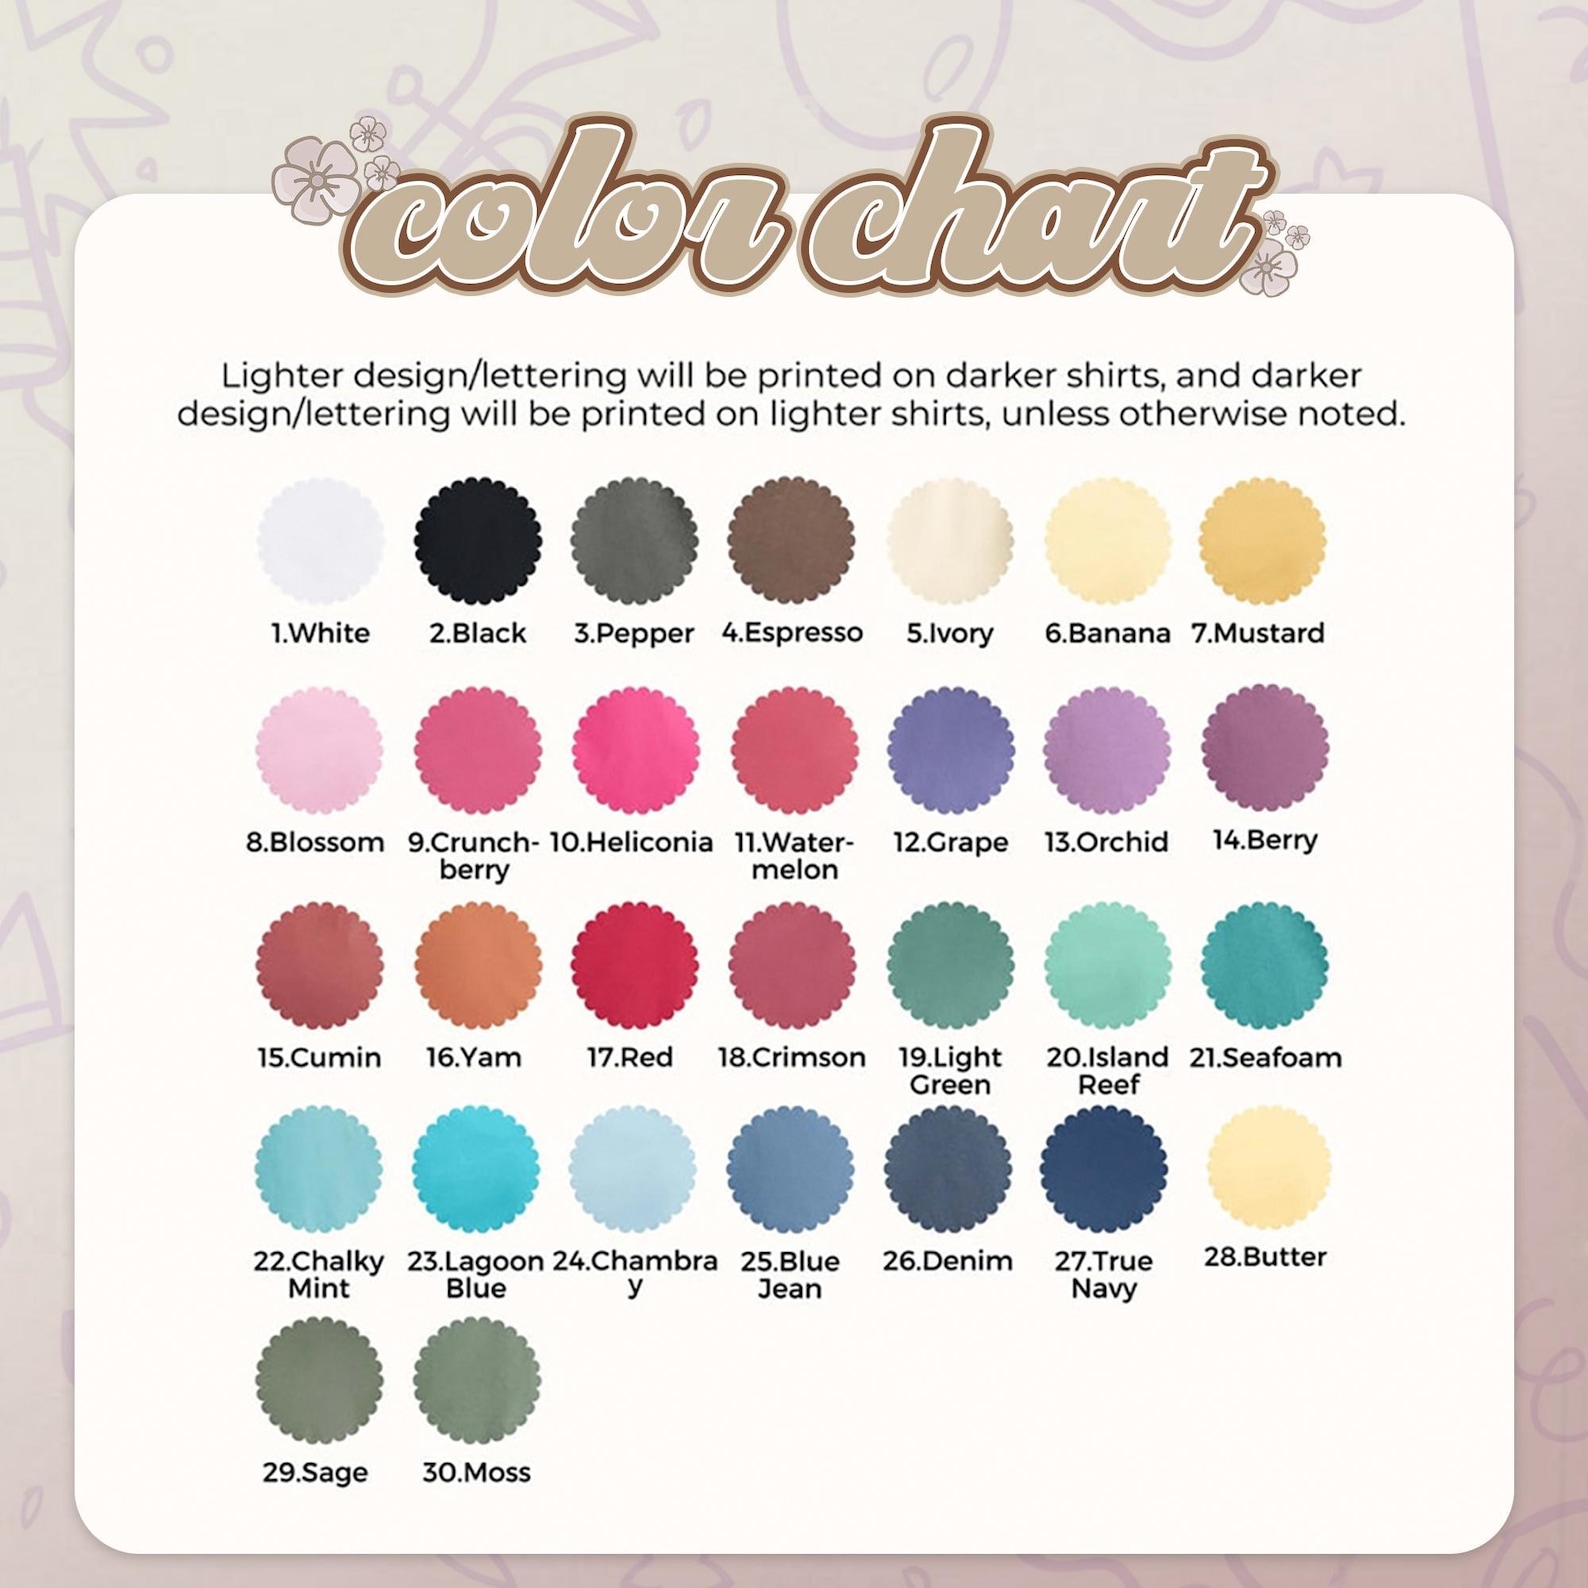 color chart
Lighter design/lettering will be printed on darker shirts, and darker
design/lettering will be printed on lighter shirts, unless otherwise noted.
1.White
2.Black
3.Pepper
4.Espresso
5.Ivory
6.Banana
7.Mustard
8.Blossom
9.Crunch-
berry
10.Heliconia
11.Water-
melon
12.Grape
13.Orchid
14.Berry
15.Cumin
16.Yam
17.Red
18.Crimson
19.Light
Green
20.Island
Reef
21.Seafoam
22.Chalky
Mint
23.Lagoon
Blue
24.Chambra
y
25.Blue
Jean
26.Denim
27.True
Navy
28.Butter
29.Sage
30.Moss